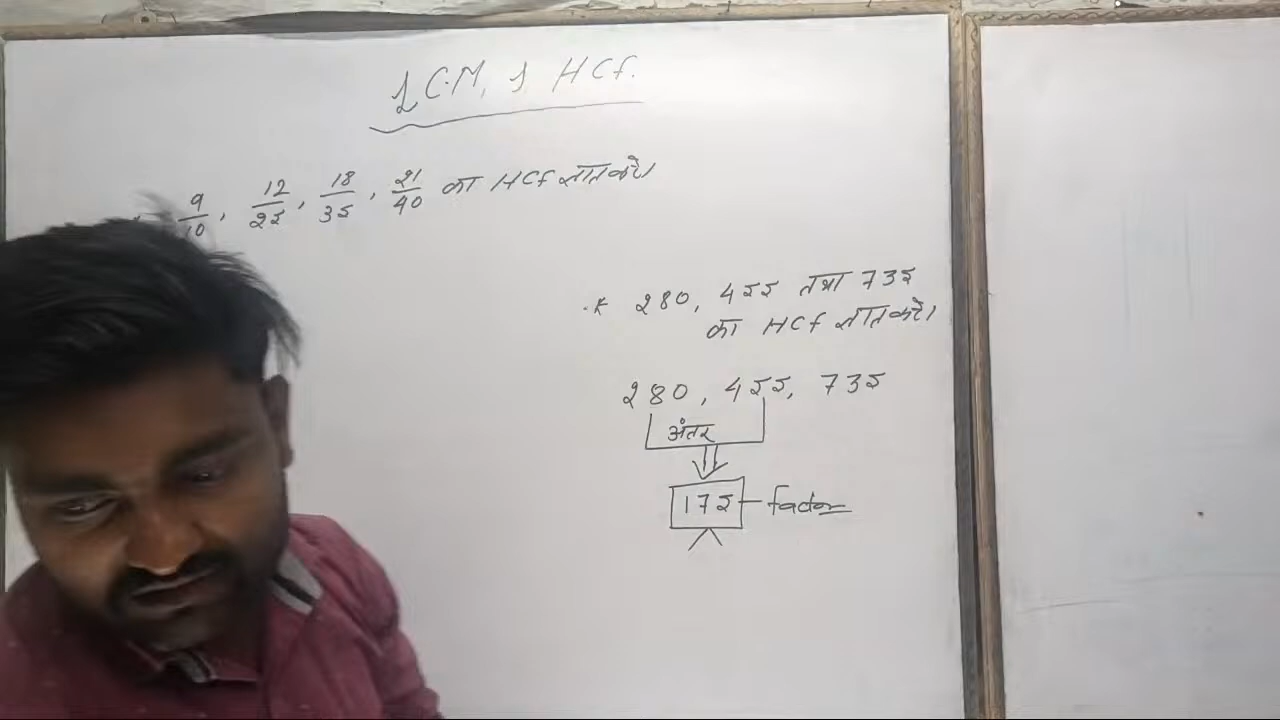 L.C.M, & HCf.
* 9/10, 12/25, 18/35, 21/40 का HCf ज्ञात करें।
* 280, 455 तथा 735
का HCf ज्ञात करें।
280, 455, 735
अंतर
175 - factor